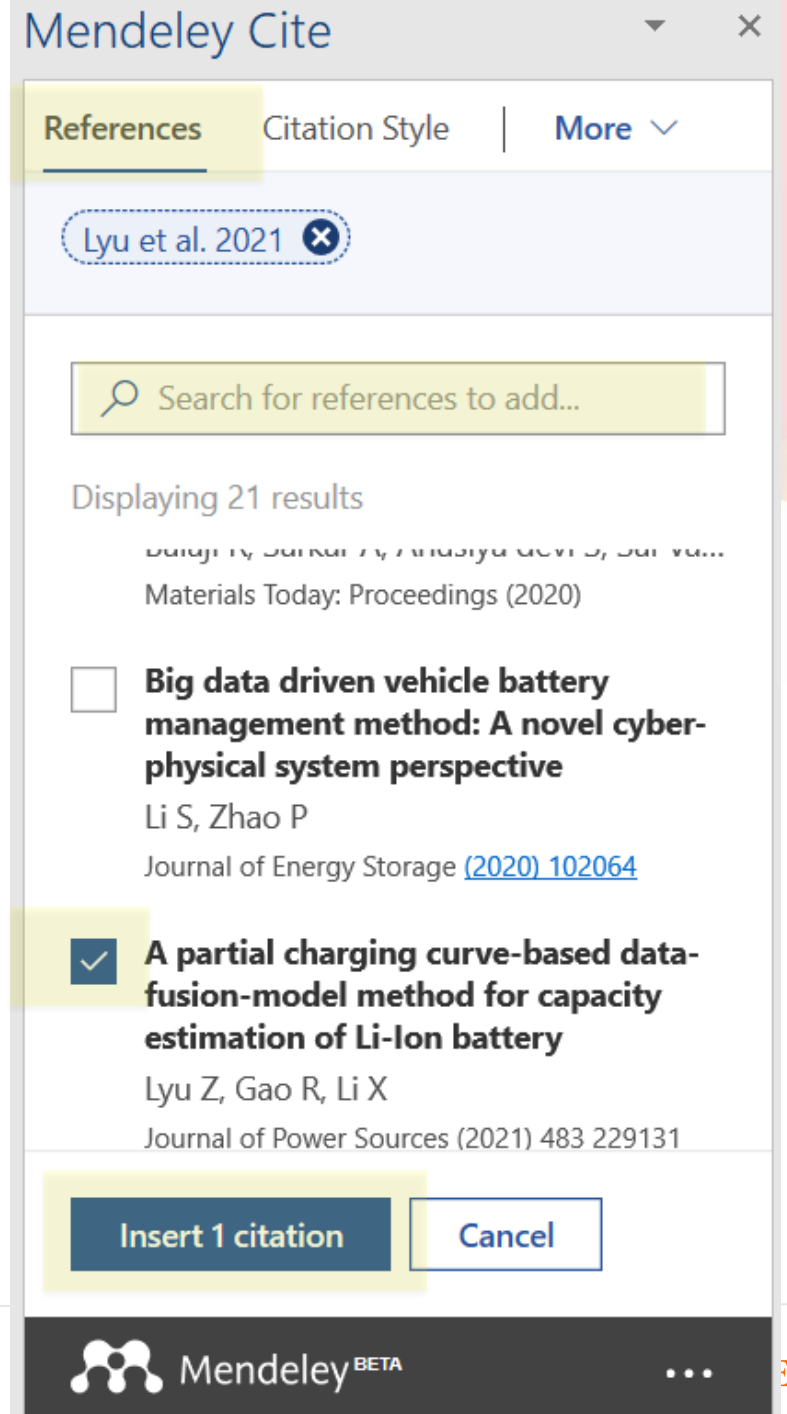 Mendeley Cite
References Citation Style | More
Lyu et al. 2021
Search for references to add...
Displaying 21 results
Materials Today: Proceedings (2020)
Big data driven vehicle battery
management method: A novel cyber-
physical system perspective
Li S, Zhao P
Journal of Energy Storage (2020) 102064
A partial charging curve-based data-
fusion-model method for capacity
estimation of Li-Ion battery
Lyu Z, Gao R, Li X
Journal of Power Sources (2021) 483 229131
Insert 1 citation Cancel
Mendeley BETA